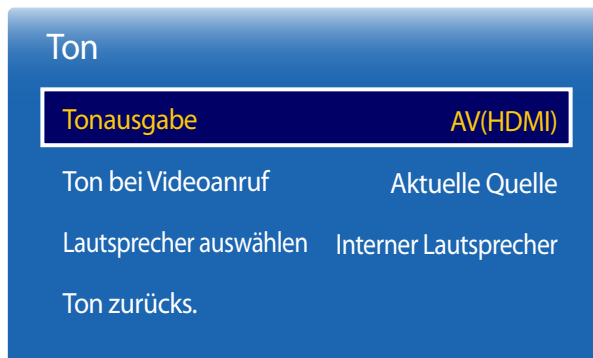 Ton
Tonausgabe AV(HDMI)
Ton bei Videoanruf Aktuelle Quelle
Lautsprecher auswählen Interner Lautsprecher
Ton zurücks.